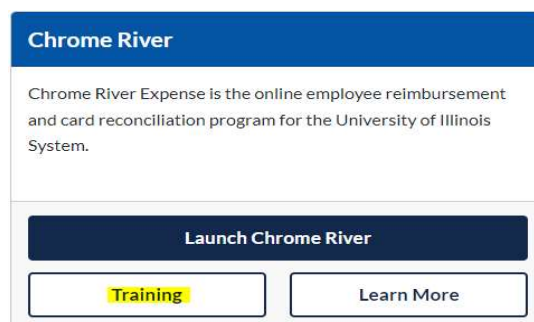 Chrome River
Chrome River Expense is the online employee reimbursement
and card reconciliation program for the University of Illinois
System.
Launch Chrome River
Training
Learn More